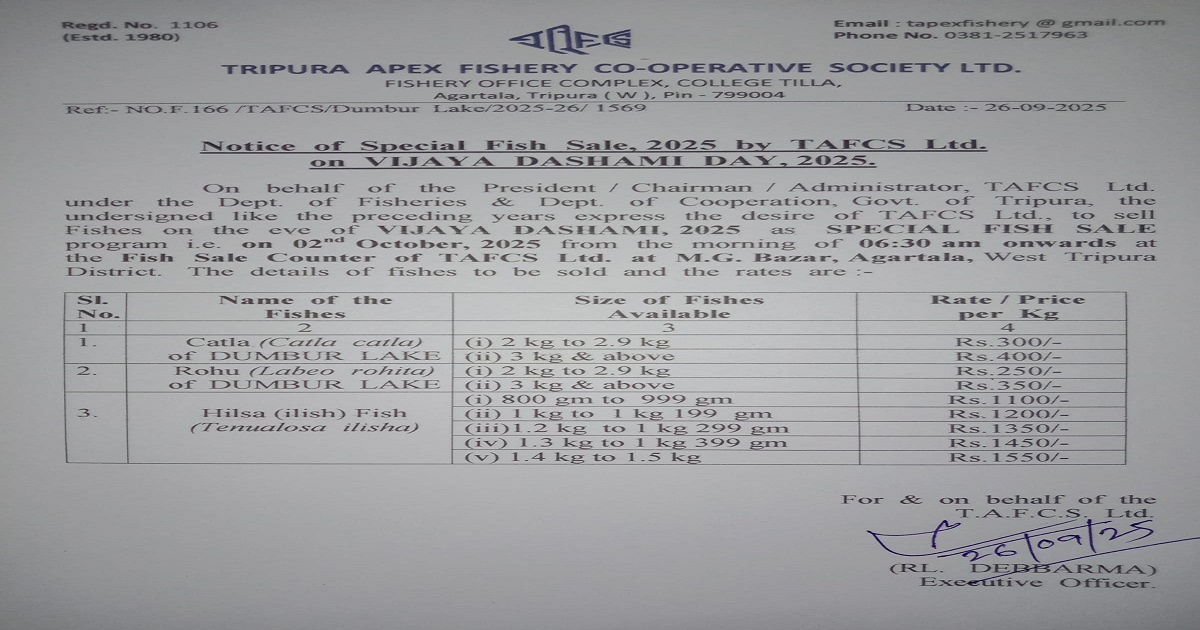 Regd. No. 1106
(Estd. 1980)
Email : tapexfishery @ gmail.com
Phone No. 0381-2517963
TRIPURA APEX FISHERY CO-OPERATIVE SOCIETY LTD.
FISHERY OFFICE COMPLEX, COLLEGE TILLA,
Agartala, Tripura ( W ), Pin - 799004
Ref:- NO.F.166 /TAFCS/Dumbur Lake/2025-26/ 1569
Date :- 26-09-2025
Notice of Special Fish Sale, 2025 by TAFCS Ltd.
on VIJAYA DASHAMI DAY, 2025.
On behalf of the President / Chairman / Administrator, TAFCS Ltd.
under the Dept. of Fisheries & Dept. of Cooperation, Govt. of Tripura, the
undersigned like the preceding years express the desire of TAFCS Ltd., to sell
Fishes on the eve of VIJAYA DASHAMI, 2025 as SPECIAL FISH SALE
program i.e. on 02nd October, 2025 from the morning of 06:30 am onwards at
the Fish Sale Counter of TAFCS Ltd. at M.G. Bazar, Agartala, West Tripura
District. The details of fishes to be sold and the rates are :-
Sl. No. Name of the Fishes Size of Fishes Available Rate / Price per Kg
1 2 3 4
1. Catla (Catla catla) (i) 2 kg to 2.9 kg Rs.300/-
of DUMBUR LAKE (ii) 3 kg & above Rs.400/-
2. Rohu (Labeo rohita) (i) 2 kg to 2.9 kg Rs.250/-
of DUMBUR LAKE (ii) 3 kg & above Rs.350/-
(i) 800 gm to 999 gm Rs.1100/-
3. Hilsa (ilish) Fish (ii) 1 kg to 1 kg 199 gm Rs.1200/-
(Tenualosa ilisha) (iii)1.2 kg to 1 kg 299 gm Rs.1350/-
(iv) 1.3 kg to 1 kg 399 gm Rs.1450/-
(v) 1.4 kg to 1.5 kg Rs.1550/-
For & on behalf of the
T.A.F.C.S. Ltd.
26/09/25
(RL. DEBBARMA)
Executive Officer.